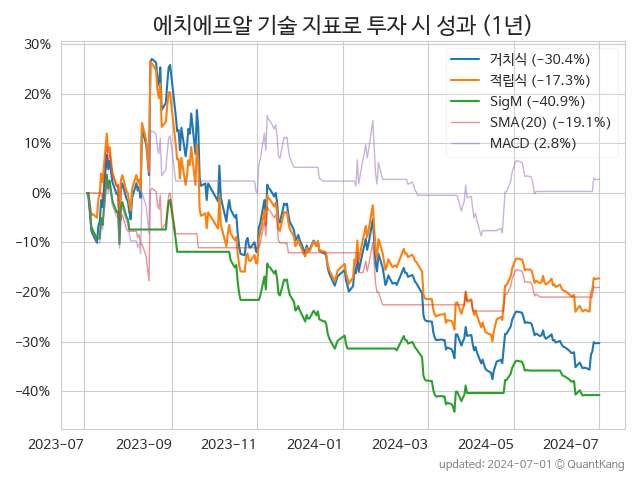 에치에프알 기술 지표로 투자 시 성과 (1년)
30%
20%
10%
0%
−10%
−20%
−30%
−40%
거치식 (−30.4%)
적립식 (−17.3%)
SigM (−40.9%)
SMA(20) (−19.1%)
MACD (2.8%)
2023-07
2023-09
2023-11
2024-01
2024-03
2024-05
2024-07
updated: 2024-07-01 © QuantKang